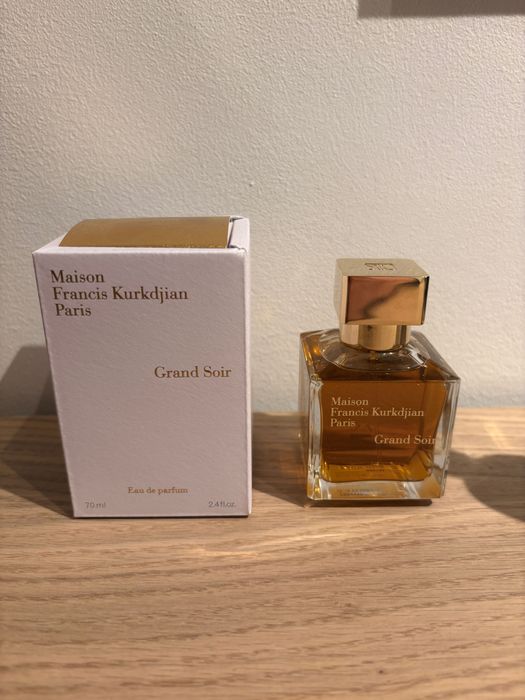 Maison
Francis Kurkdjian
Paris
Grand Soir
Eau de parfum
70 ml 2.4 fl.oz.
Maison
Francis Kurkdjian
Paris
Grand Soir